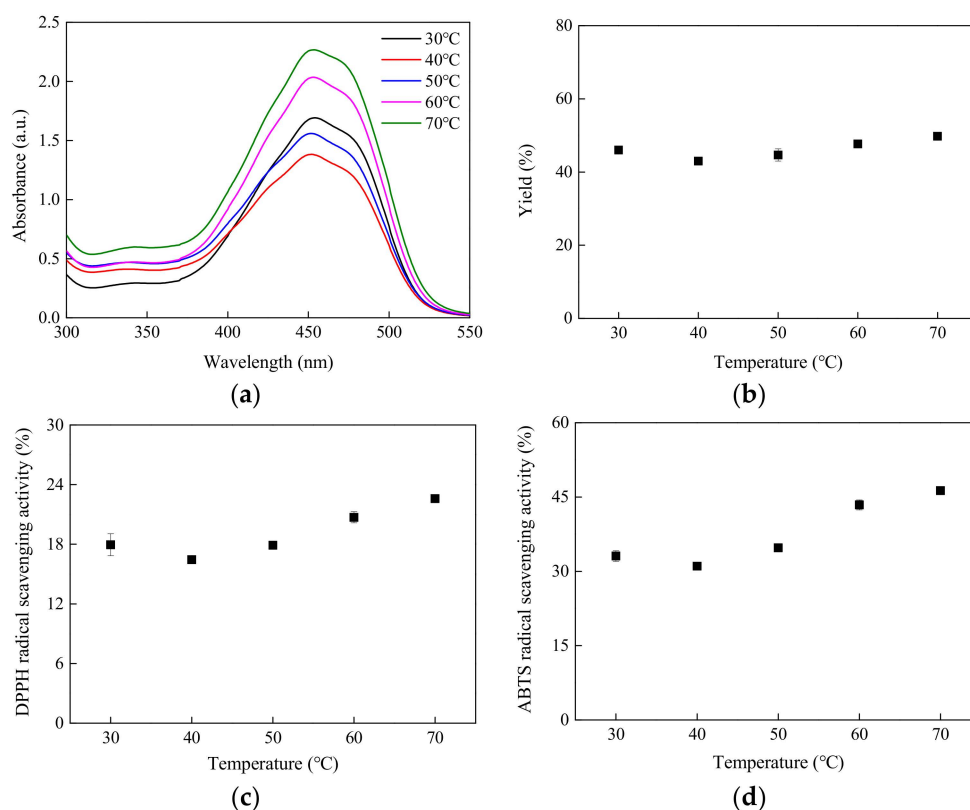 2.5
2.0
1.5
1.0
0.5
0.0
Absorbance (a.u.)
30℃
40℃
50℃
60℃
70℃
300 350 400 450 500 550
Wavelength (nm)
(a)
80
60
40
20
0
Yield (%)
30 40 50 60 70
Temperature (℃)
(b)
30
24
18
12
6
0
DPPH radical scavenging activity (%)
30 40 50 60 70
Temperature (℃)
(c)
60
45
30
15
0
ABTS radical scavenging activity (%)
30 40 50 60 70
Temperature (℃)
(d)